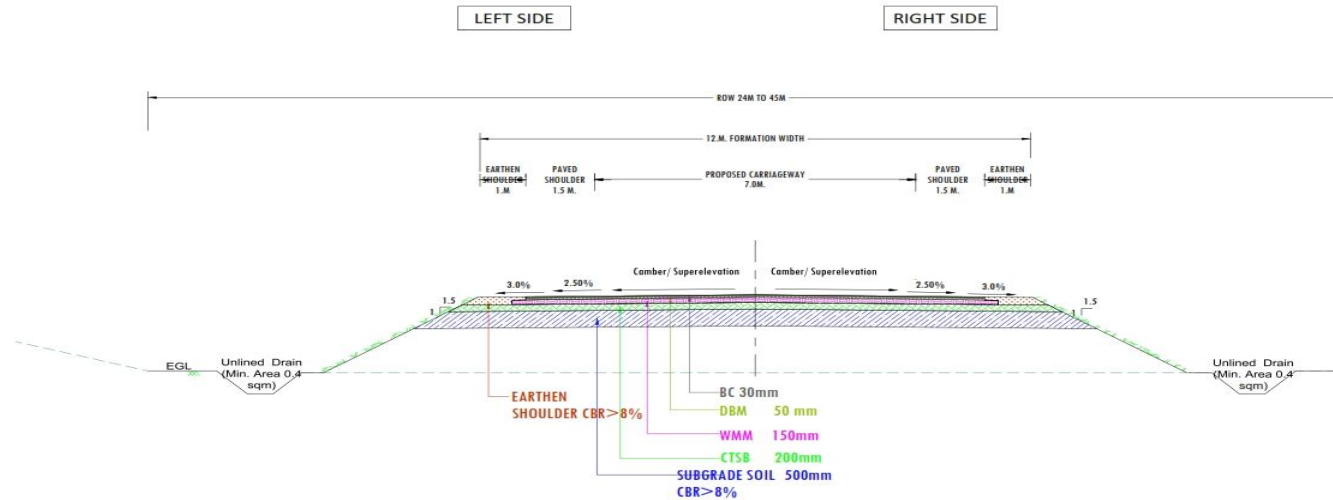 LEFT SIDE
RIGHT SIDE
ROW 24M TO 45M
12.M. FORMATION WIDTH
EARTHEN
SHOULDER
1.M
PAVED
SHOULDER
1.5 M.
PROPOSED CARRIAGEWAY
7.0M.
PAVED
SHOULDER
1.5 M.
EARTHEN
SHOULDER
1.M
Camber/ Superelevation
Camber/ Superelevation
3.0%
2.50%
2.50%
3.0%
1.5
1
1.5
1
EGL
Unlined Drain
(Min. Area 0.4
sqm)
Unlined Drain
(Min. Area 0.4
sqm)
EARTHEN
SHOULDER CBR>8%
BC 30mm
DBM 50 mm
WMM 150mm
CTSB 200mm
SUBGRADE SOIL 500mm
CBR>8%